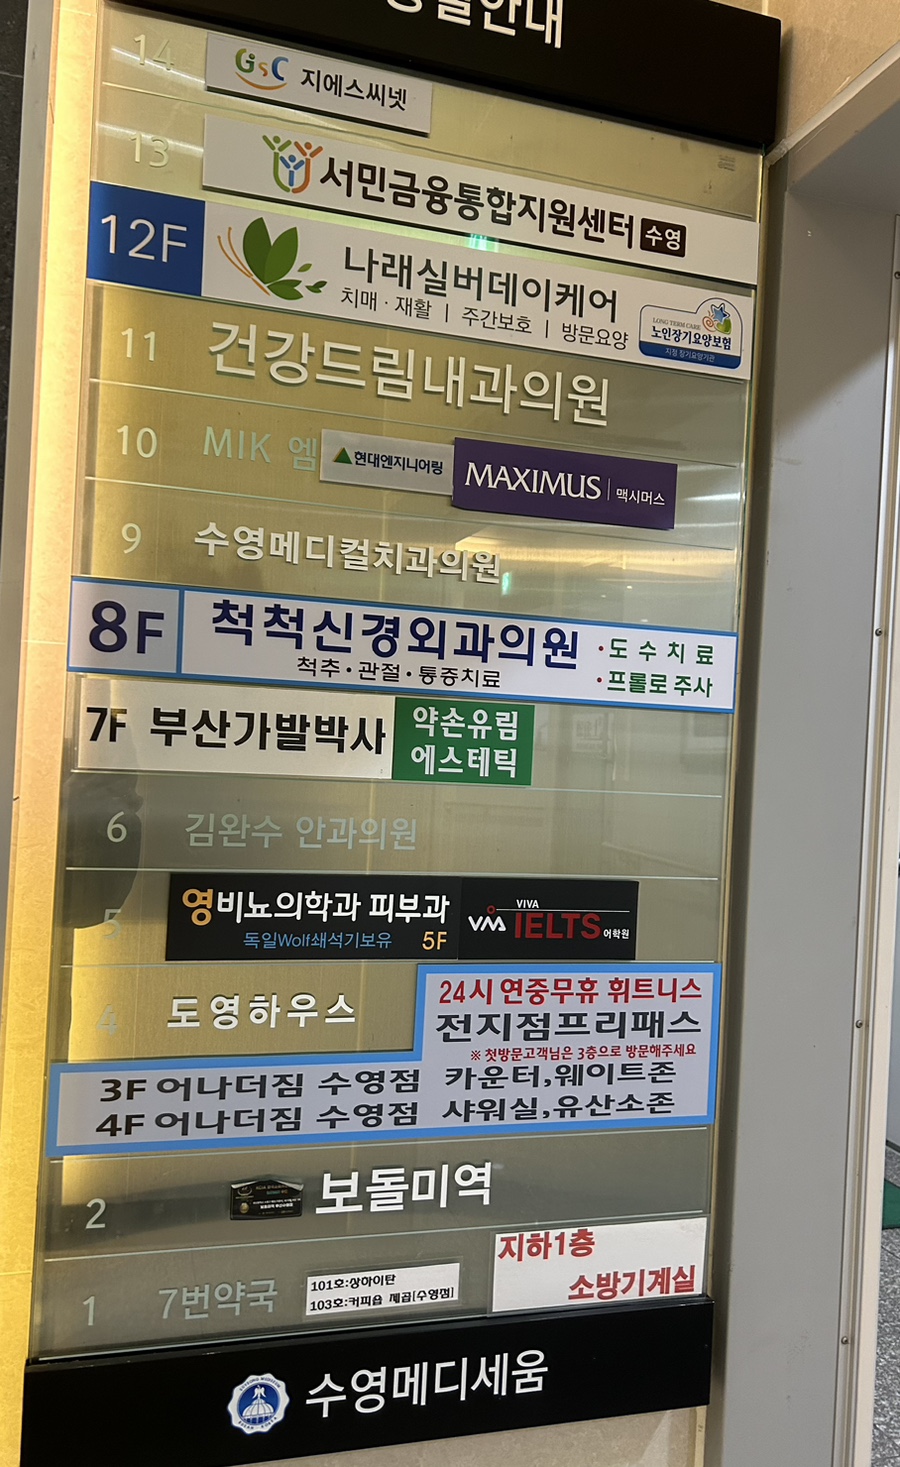 안내
14 GSC 지에스씨넷
13 서민금융통합지원센터 수영
12F 나래실버데이케어
치매 · 재활 | 주간보호 | 방문요양
LONG TERM CARE
노인장기요양보험
지정 장기요양기관
11 건강드림내과의원
10 MIK 엠 현대엔지니어링 MAXIMUS | 맥시머스
9 수영메디컬치과의원
8F 척척신경외과의원
척추 · 관절 · 통증치료
· 도수치료
· 프롤로주사
7F 부산가발박사
약손유림
에스테틱
6 김완수 안과의원
5 영비뇨의학과 피부과
독일Wolf쇄석기보유 5F
VIVA
IELTS 어학원
4 도영하우스
24시 연중무휴 휘트니스
전지점프리패스
※ 첫방문고객님은 3층으로 방문해주세요
3F 어나더짐 수영점 카운터,웨이트존
4F 어나더짐 수영점 샤워실,유산소존
2 보돌미역
1 7번약국
101호:상하이탄
103호:커피숍 제곱[수영점]
지하1층
소방기계실
수영메디세움